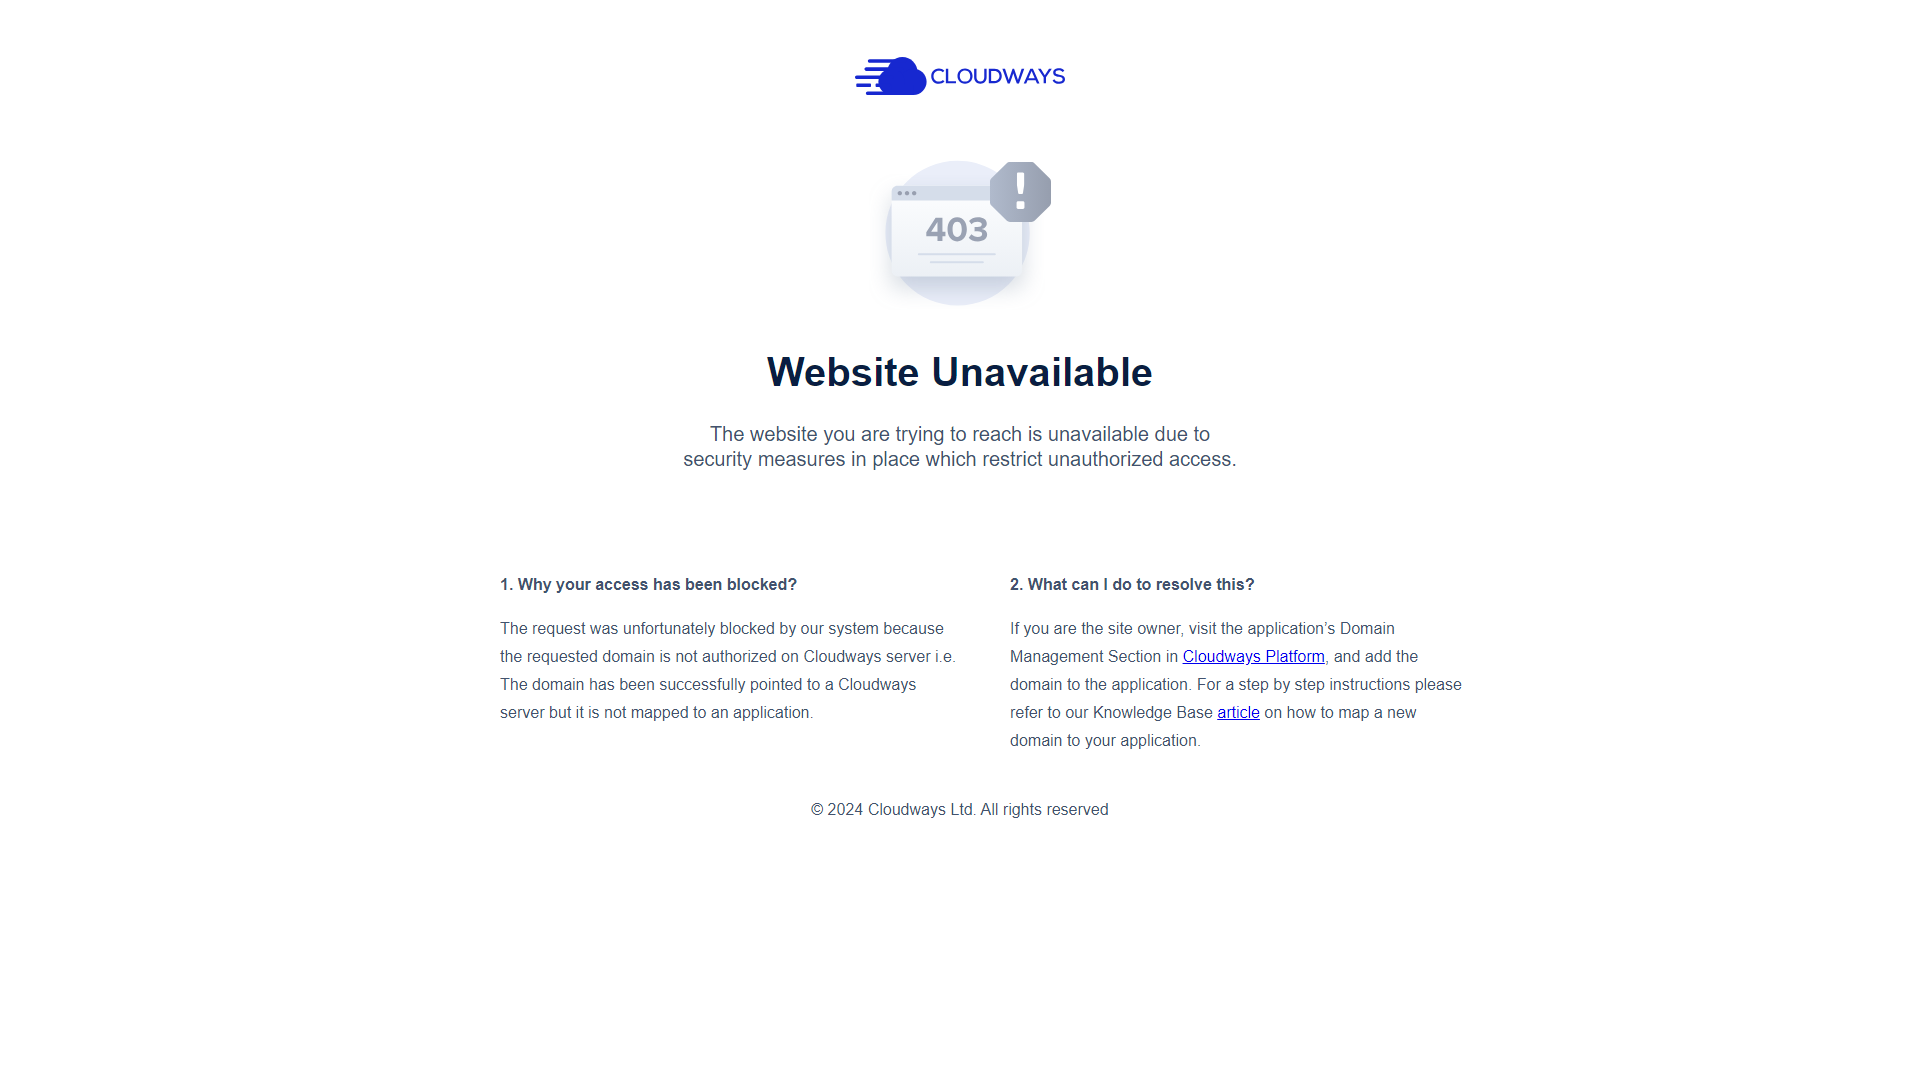 CLOUDWAYS
403
Website Unavailable
The website you are trying to reach is unavailable due to
security measures in place which restrict unauthorized access.
1. Why your access has been blocked?
The request was unfortunately blocked by our system because
the requested domain is not authorized on Cloudways server i.e.
The domain has been successfully pointed to a Cloudways
server but it is not mapped to an application.
2. What can I do to resolve this?
If you are the site owner, visit the application’s Domain
Management Section in Cloudways Platform, and add the
domain to the application. For a step by step instructions please
refer to our Knowledge Base article on how to map a new
domain to your application.
© 2024 Cloudways Ltd. All rights reserved